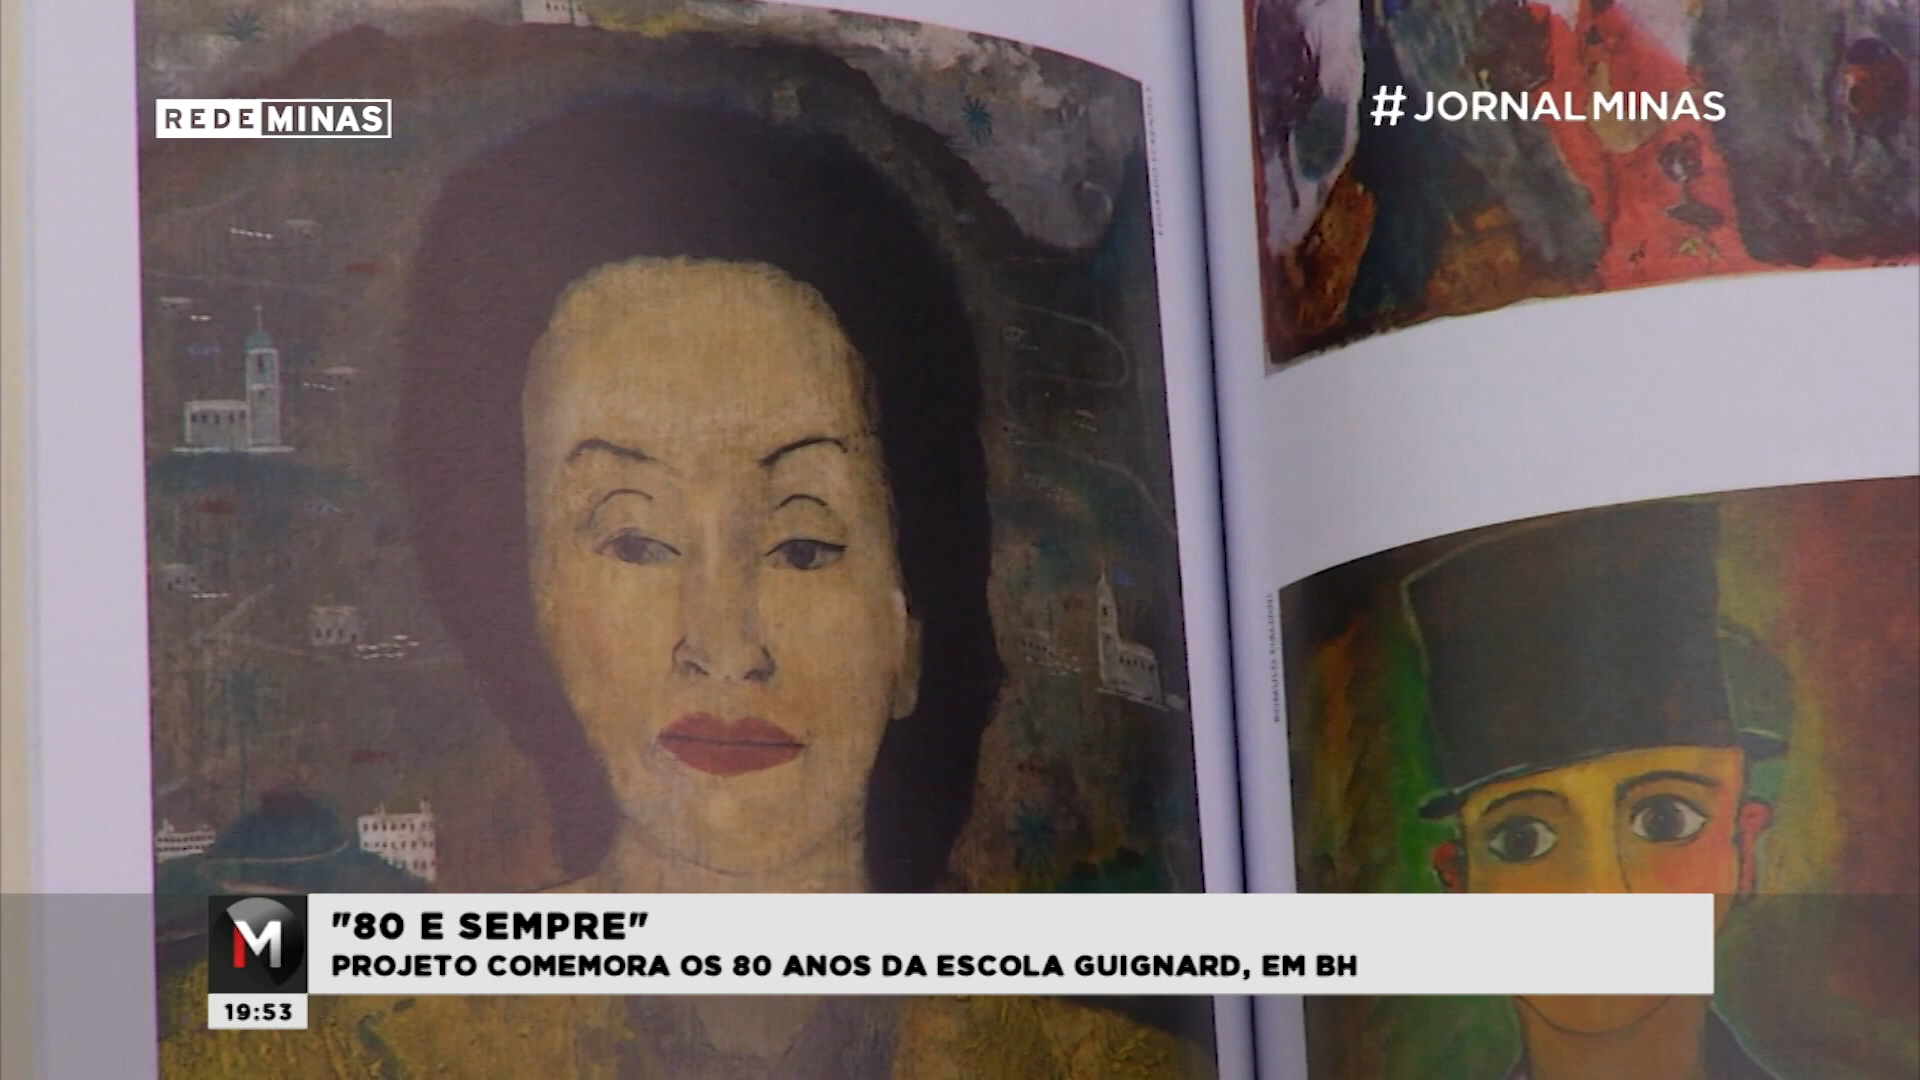 REDE MINAS
#JORNALMINAS
"80 E SEMPRE"
PROJETO COMEMORA OS 80 ANOS DA ESCOLA GUIGNARD, EM BH
M
19:53